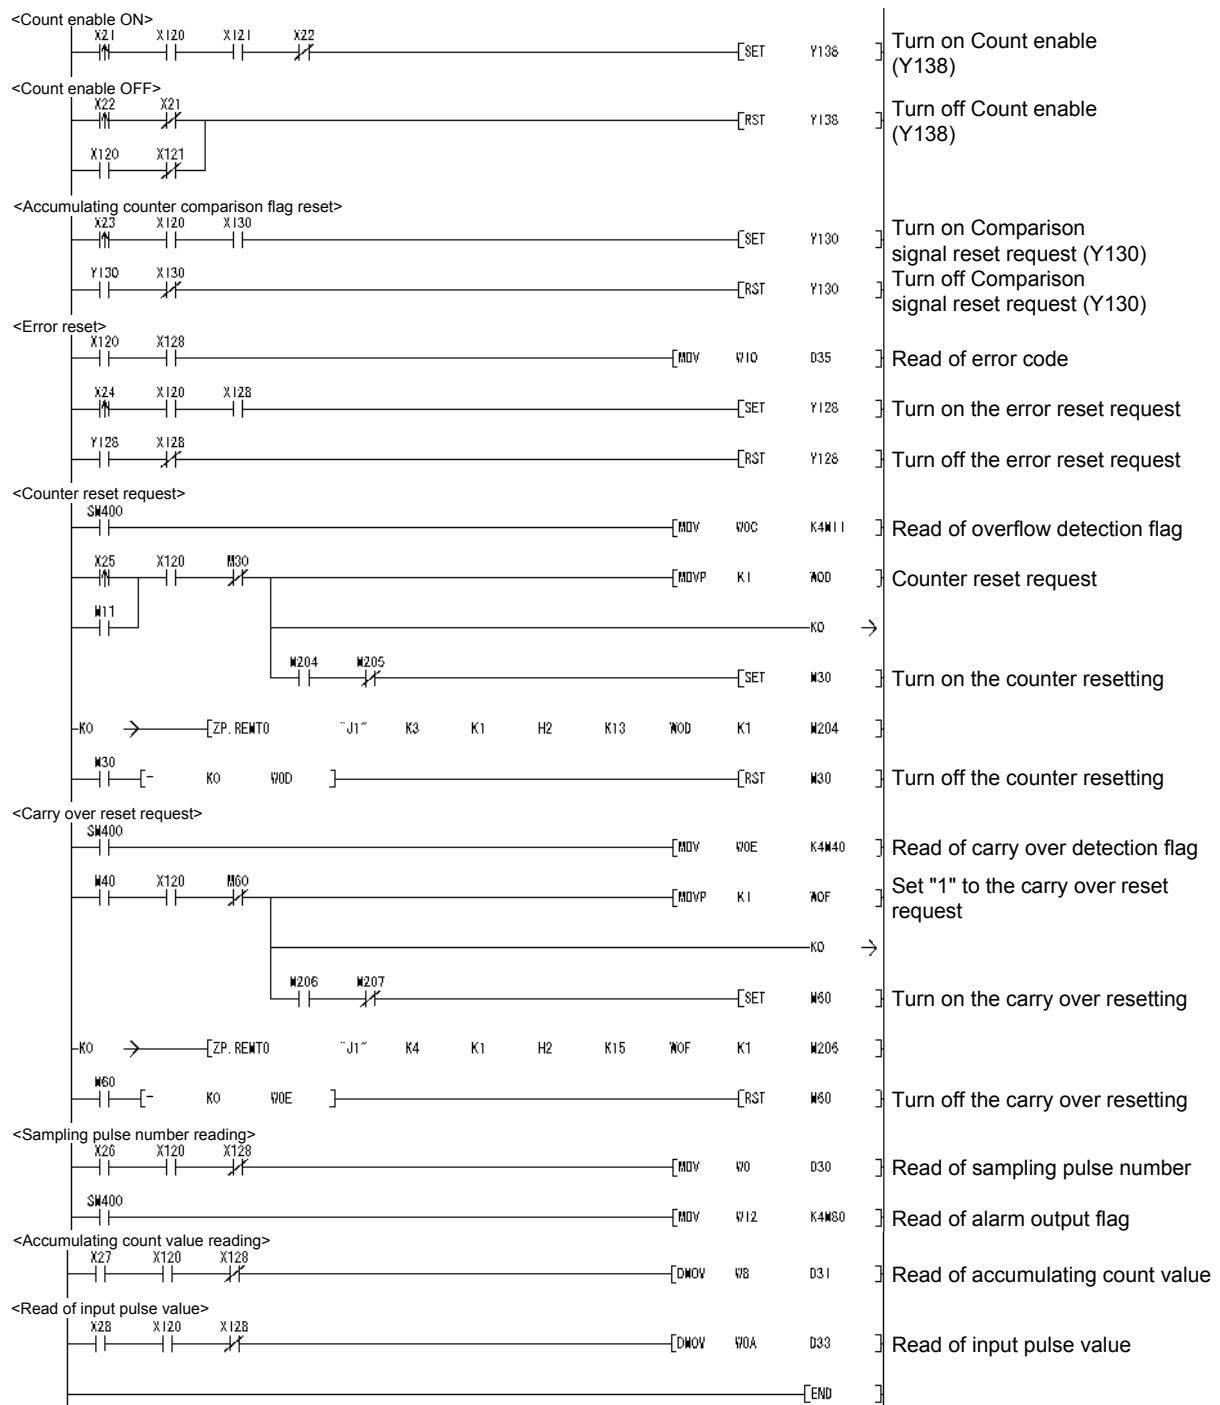 <Count enable ON>
X21 X120 X121 X22
SET Y138
Turn on Count enable
(Y138)
<Count enable OFF>
X22 X21
RST Y138
Turn off Count enable
(Y138)
X120 X121
<Accumulating counter comparison flag reset>
X23 X120 X130
SET Y130
Turn on Comparison
signal reset request (Y130)
Y130 X130
RST Y130
Turn off Comparison
signal reset request (Y130)
<Error reset>
X120 X128
MOV W10 D35
Read of error code
X24 X120 X128
SET Y128
Turn on the error reset request
Y128 X128
RST Y128
Turn off the error reset request
<Counter reset request>
SM400
MOV W0C K4M11
Read of overflow detection flag
X25 X120 M30
MOVP K1 W0D
Counter reset request
M11
K0
M204 M205
SET M30
Turn on the counter resetting
K0 ZP.REMTO "J1" K3 K1 H2 K13 W0D K1 M204
M30
= K0 W0D RST M30
Turn off the counter resetting
<Carry over reset request>
SM400
MOV W0E K4M40
Read of carry over detection flag
M40 X120 M60
MOVP K1 W0F
Set "1" to the carry over reset
request
K0
M206 M207
SET M60
Turn on the carry over resetting
K0 ZP.REMTO "J1" K4 K1 H2 K15 W0F K1 M206
M60
= K0 W0E RST M60
Turn off the carry over resetting
<Sampling pulse number reading>
X26 X120 X128
MOV W0 D30
Read of sampling pulse number
SM400
MOV W12 K4M80
Read of alarm output flag
<Accumulating count value reading>
X27 X120 X128
DMOV W8 D31
Read of accumulating count value
<Read of input pulse value>
X28 X120 X128
DMOV W0A D33
Read of input pulse value
END